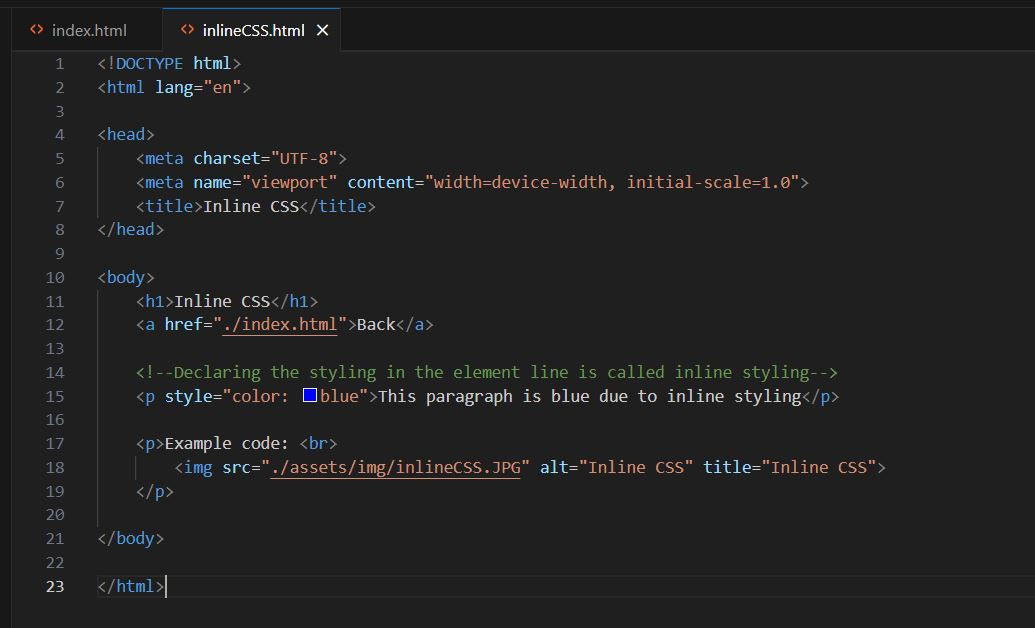 index.html
inlineCSS.html
1 <!DOCTYPE html>
2 <html lang="en">
3
4 <head>
5     <meta charset="UTF-8">
6     <meta name="viewport" content="width=device-width, initial-scale=1.0">
7     <title>Inline CSS</title>
8 </head>
9
10 <body>
11     <h1>Inline CSS</h1>
12     <a href="./index.html">Back</a>
13
14     <!--Declaring the styling in the element line is called inline styling-->
15     <p style="color: blue">This paragraph is blue due to inline styling</p>
16
17     <p>Example code: <br>
18         <img src="./assets/img/inlineCSS.JPG" alt="Inline CSS" title="Inline CSS">
19     </p>
20
21 </body>
22
23 </html>